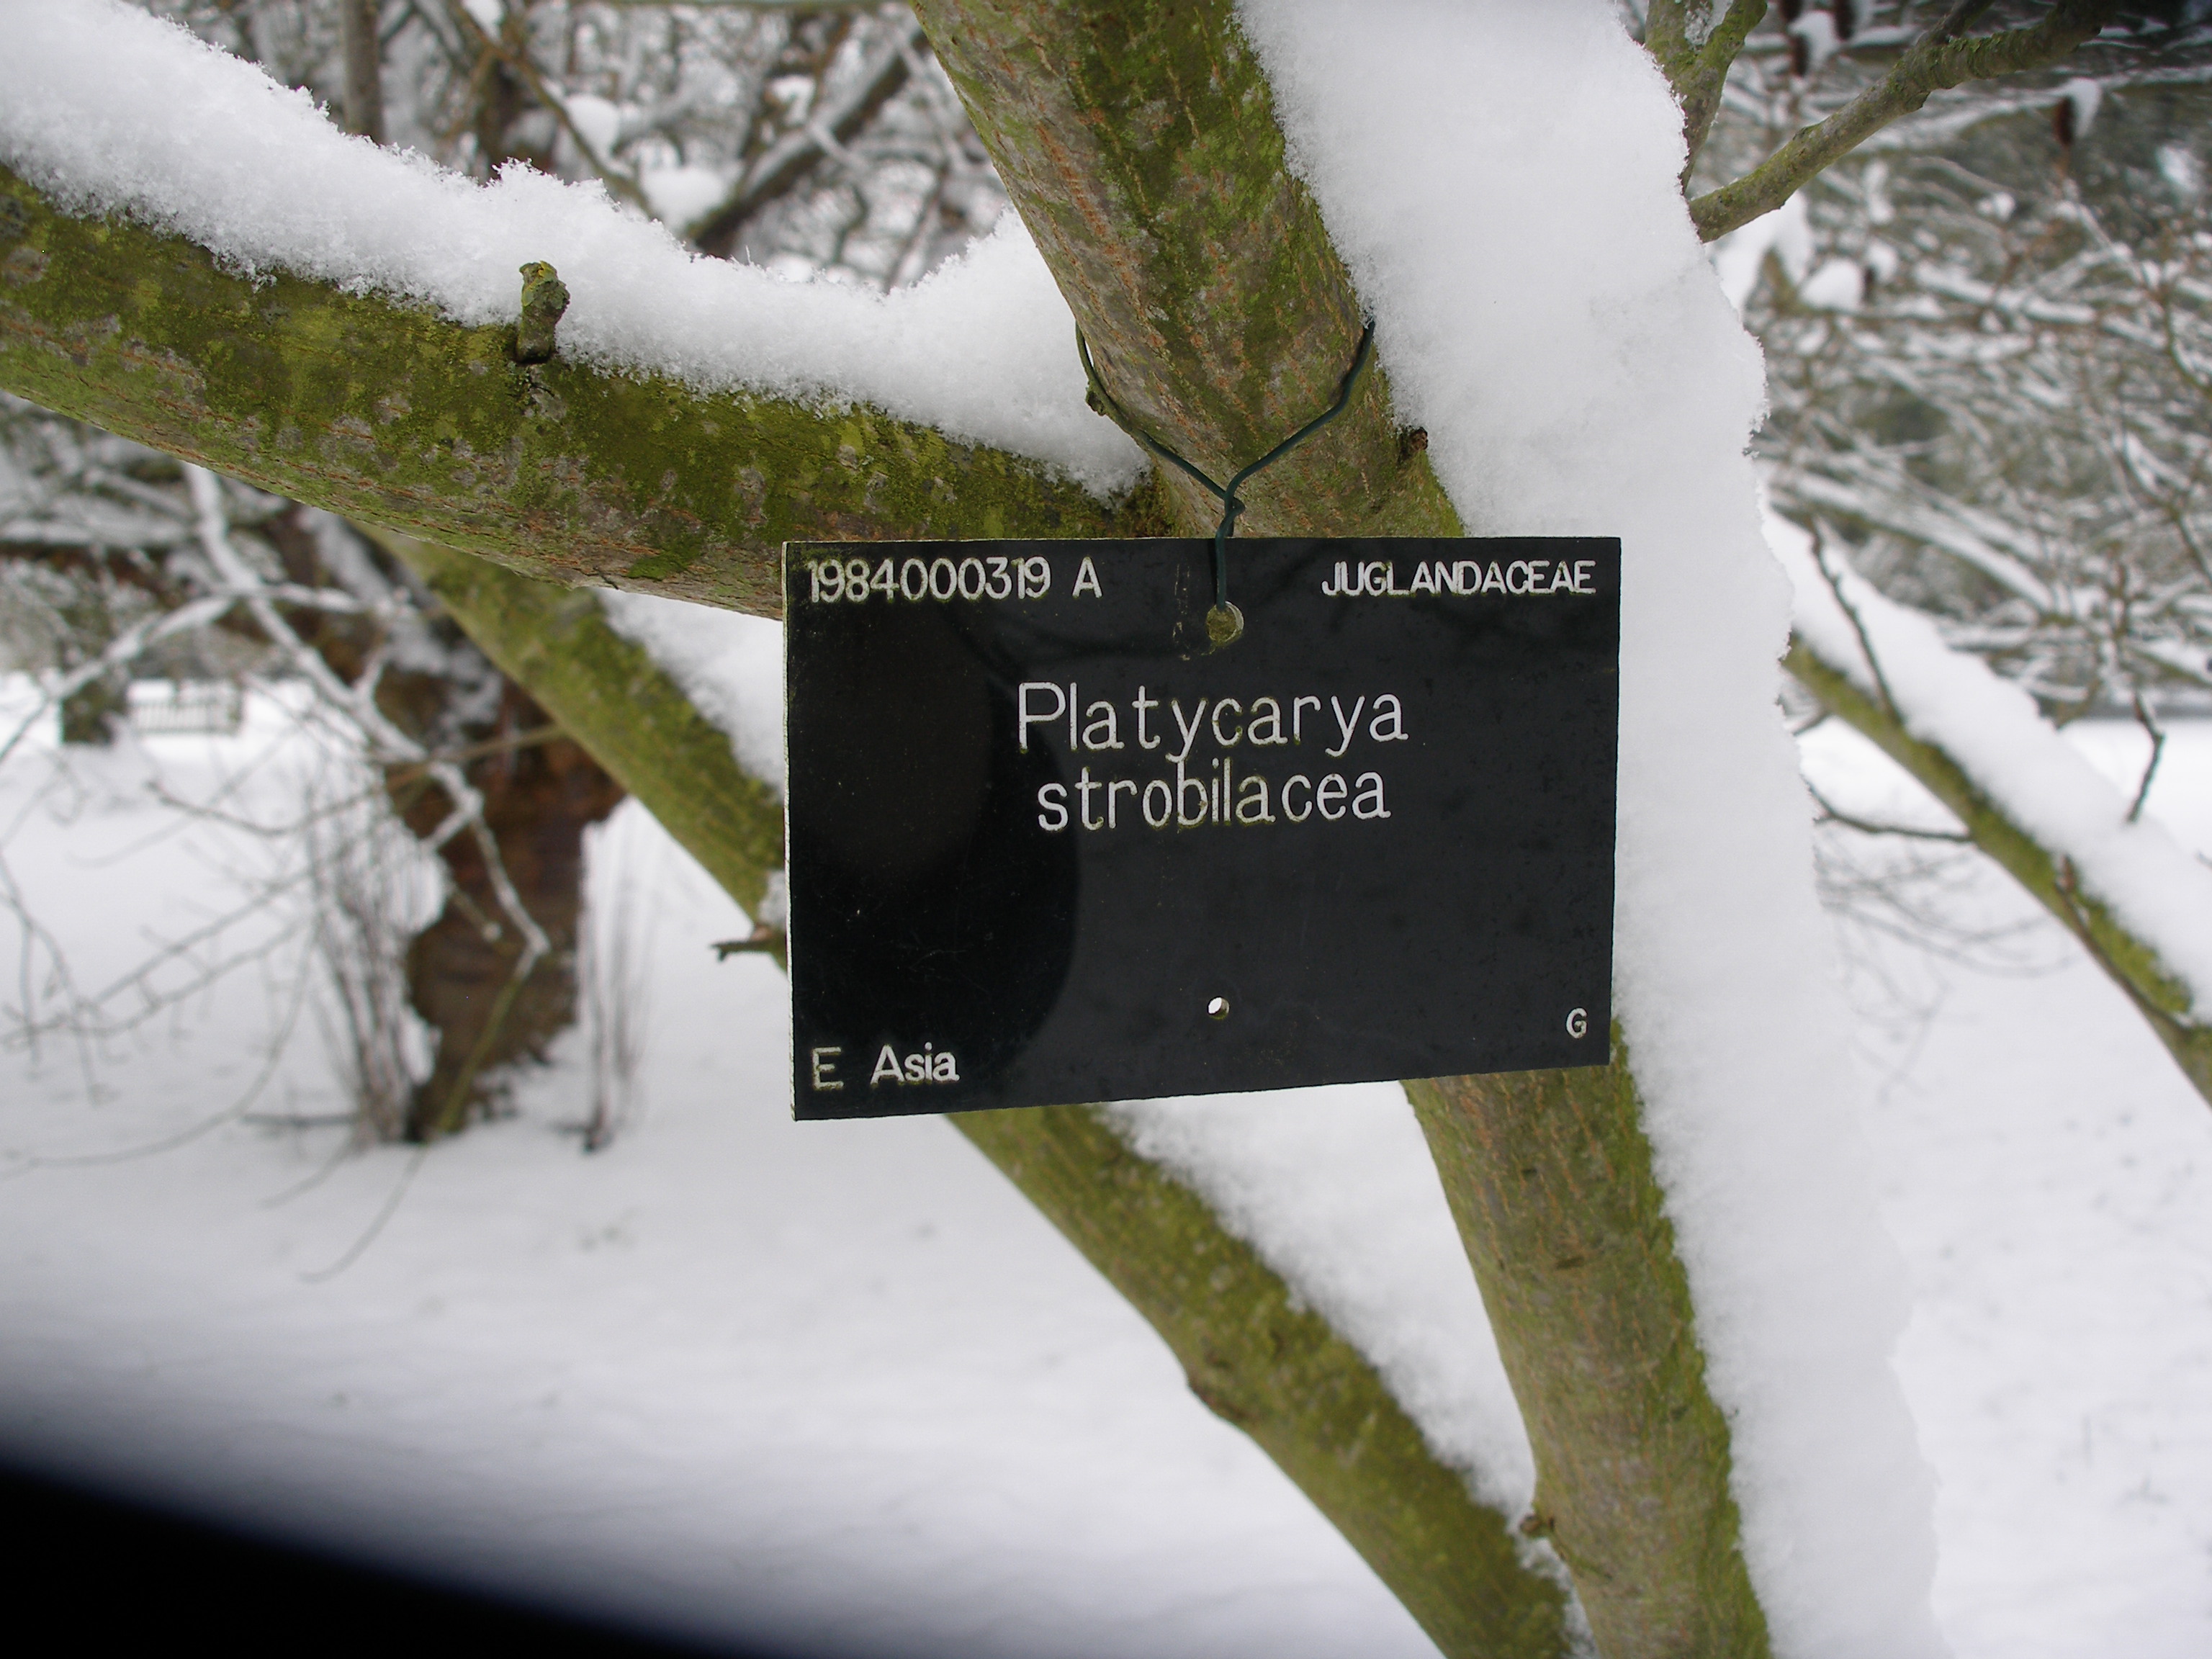 1984000319 A JUGLANDACEAE
Platycarya
strobilacea
G
E Asia